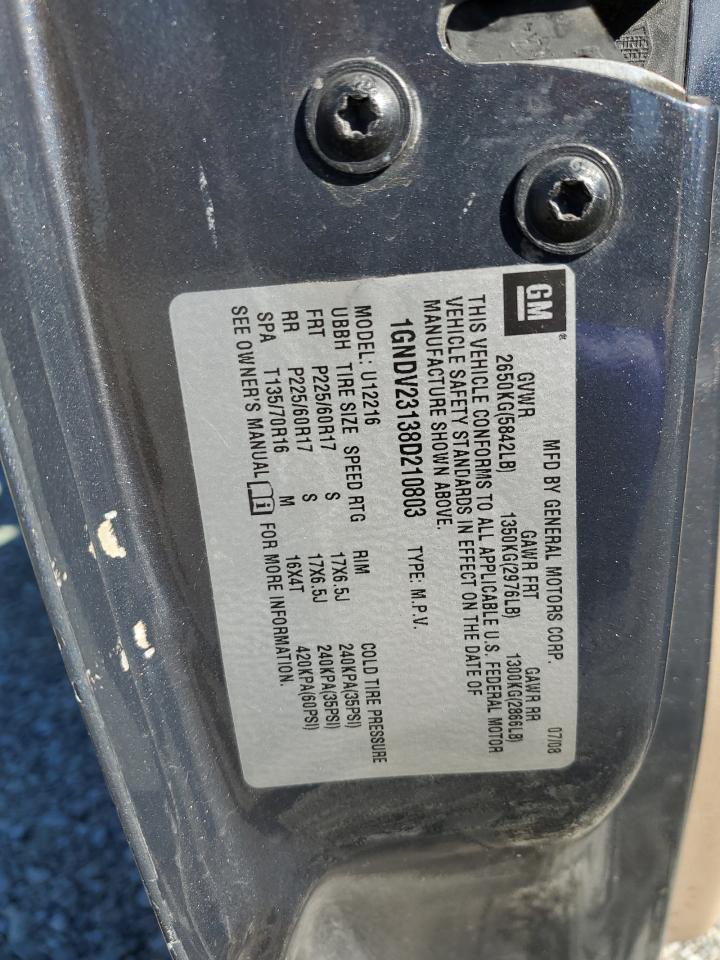 GM
MFD BY GENERAL MOTORS CORP. 07/08
GVWR GAWR FRT GAWR RR
2650KG(5842LB) 1350KG(2976LB) 1300KG(2866LB)
THIS VEHICLE CONFORMS TO ALL APPLICABLE U.S. FEDERAL MOTOR
VEHICLE SAFETY STANDARDS IN EFFECT ON THE DATE OF
MANUFACTURE SHOWN ABOVE.
1GNDV23138D210803 TYPE: M.P.V.
MODEL: U12216
UBBH TIRE SIZE SPEED RTG RIM COLD TIRE PRESSURE
FRT P225/60R17 S 17X6.5J 240KPA(35PSI)
RR P225/60R17 S 17X6.5J 240KPA(35PSI)
SPA T135/70R16 M 16X4T 420KPA(60PSI)
SEE OWNER'S MANUAL FOR MORE INFORMATION.